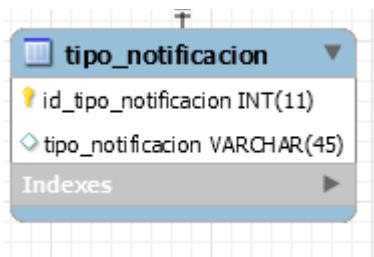 tipo_notificacion
id_tipo_notificacion INT(11)
tipo_notificacion VARCHAR(45)
Indexes